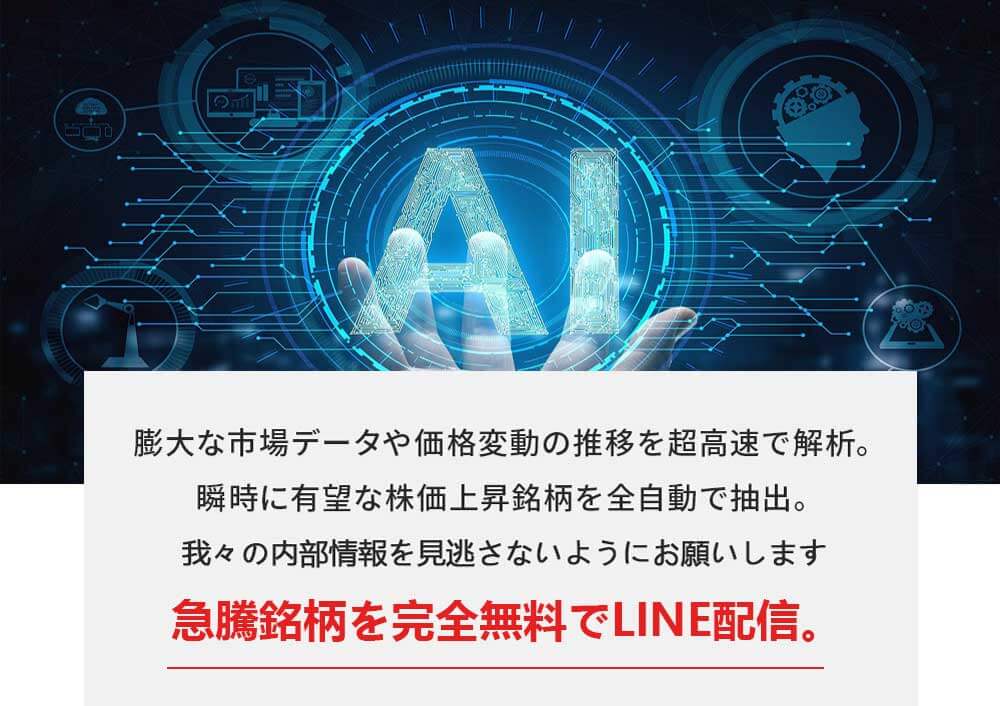 AI
膨大な市場データや価格変動の推移を超高速で解析。
瞬時に有望な株価上昇銘柄を全自動で抽出。
我々の内部情報を見逃さないようにお願いします
急騰銘柄を完全無料でLINE配信。